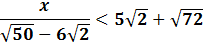 x/(√50 − 6√2) < 5√2 + √72